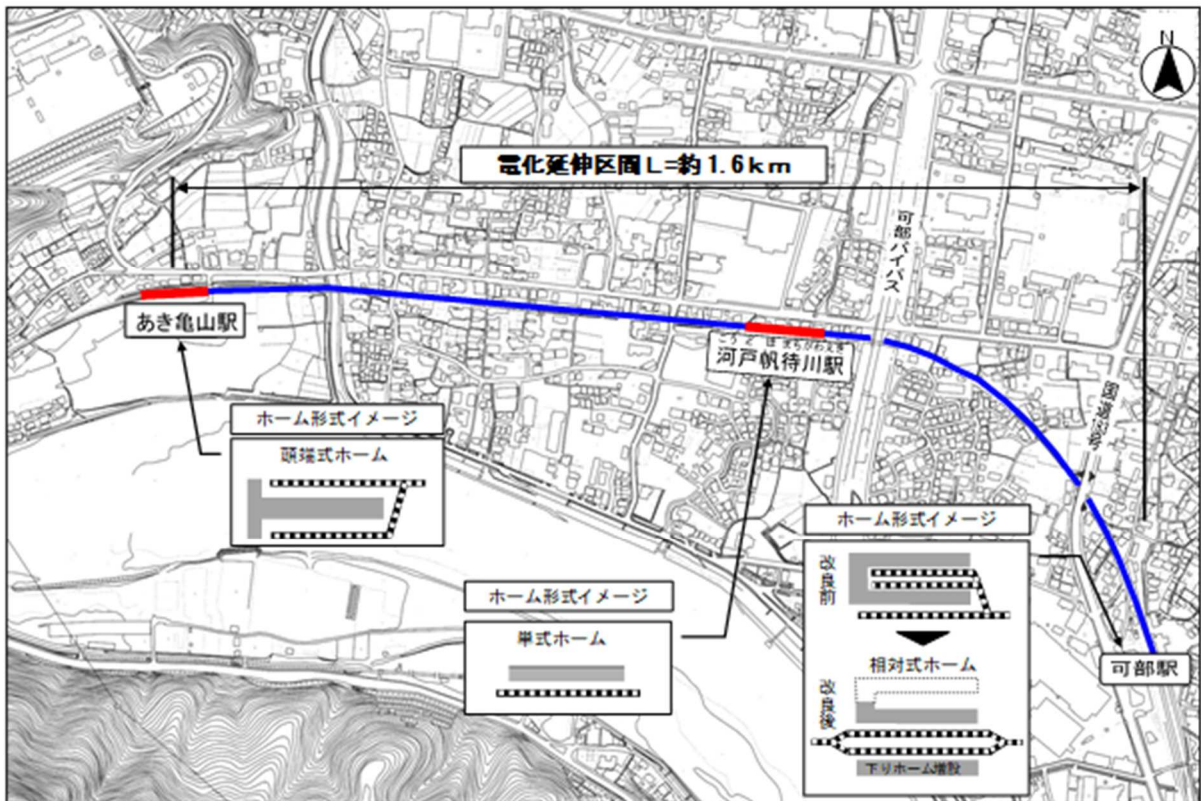 N
電化延伸区間L=約1.6km
可部バイパス
あき亀山駅
こうどほまちがわえき
河戸帆待川駅
国道183号
ホーム形式イメージ
頭端式ホーム
ホーム形式イメージ
単式ホーム
ホーム形式イメージ
改良前
相対式ホーム
改良後
下りホーム増設
可部駅